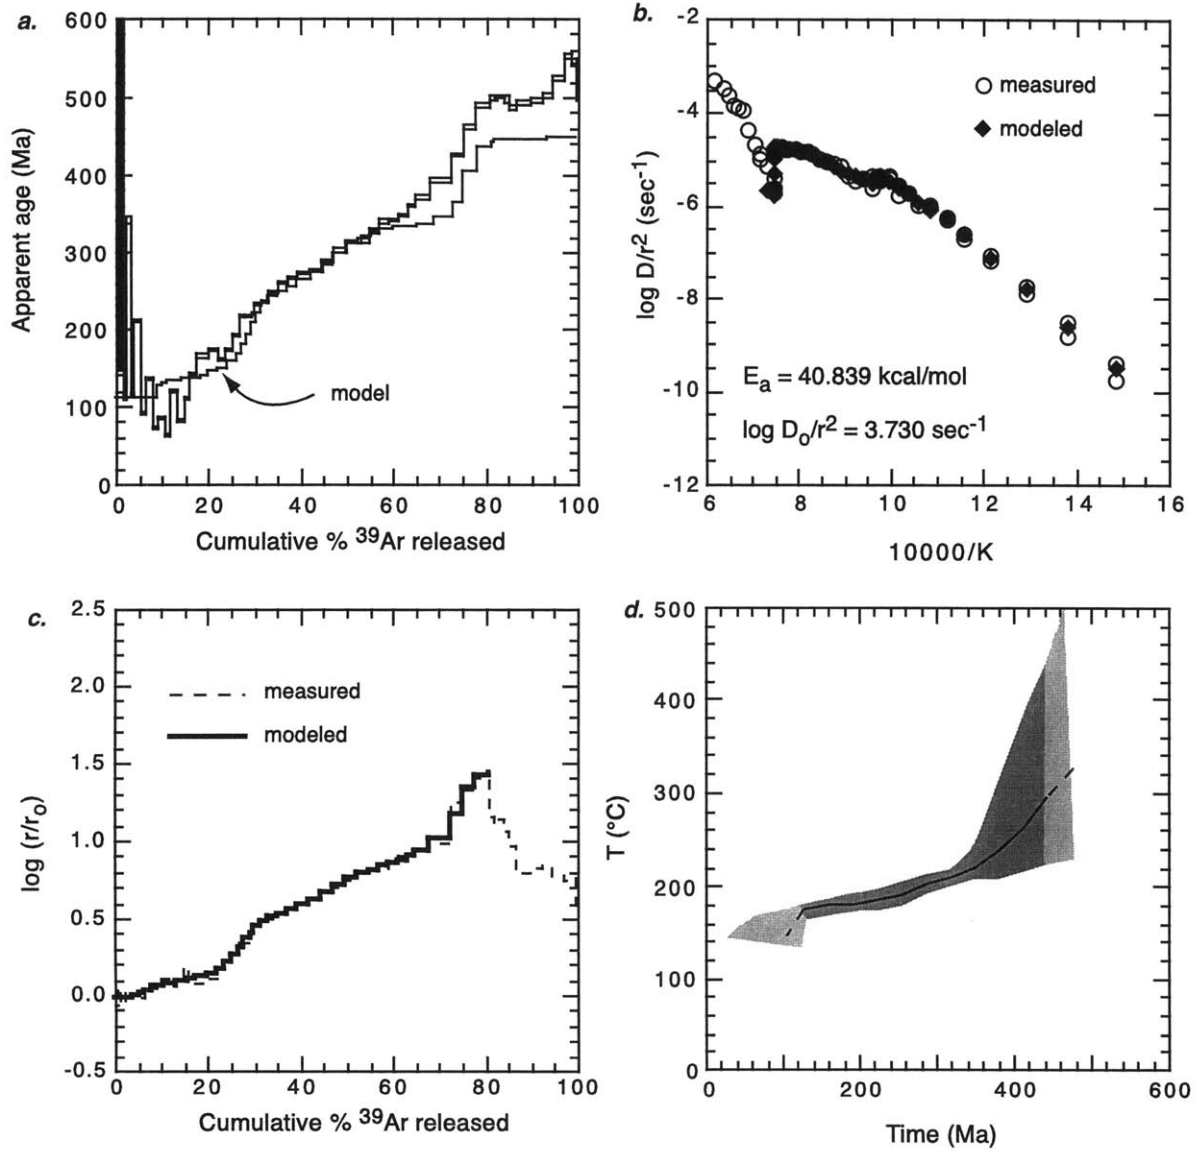 a.
600
500
400
300
200
100
0
Apparent age (Ma)
model
0 20 40 60 80 100
Cumulative % ³⁹Ar released
b.
-2
-4
-6
-8
-10
-12
log D/r² (sec⁻¹)
measured
modeled
Eₐ = 40.839 kcal/mol
log Dₒ/r² = 3.730 sec⁻¹
6 8 10 12 14 16
10000/K
c.
2.5
2.0
1.5
1.0
0.5
0.0
-0.5
log (r/rₒ)
measured
modeled
0 20 40 60 80 100
Cumulative % ³⁹Ar released
d.
500
400
300
200
100
0
T (°C)
0 200 400 600
Time (Ma)